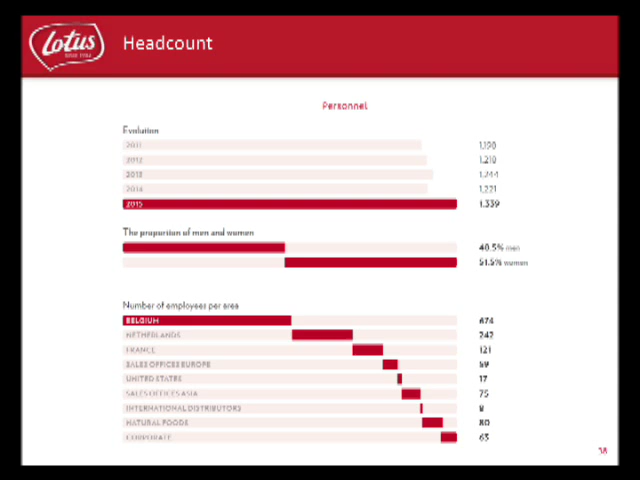 Lotus
Headcount
Personnel
Evolution
2011
2012 1.210
2013 1.244
2014 1.221
2015 1.339
The proportion of men and women
48.5% men
51.5% women
Number of employees per area
BELGIUM 674
NETHERLANDS 242
FRANCE 121
SALES OFFICES EUROPE 59
UNITED STATES 17
SALES OFFICES ASIA 75
INTERNATIONAL DISTRIBUTORS 8
NATURAL FOODS 80
CORPORATE 63